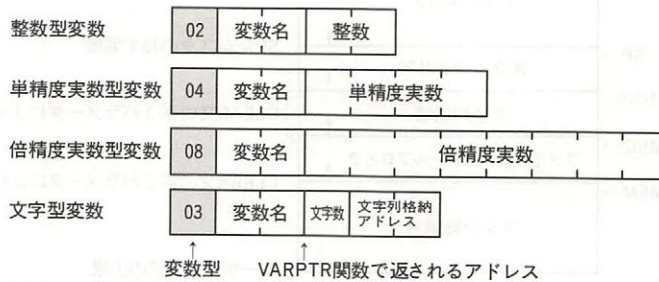 整数型変数 02 変数名 整数
単精度実数型変数 04 変数名 単精度実数
倍精度実数型変数 08 変数名 倍精度実数
文字型変数 03 変数名 文字数 文字列格納
アドレス
変数型 VARPTR関数で返されるアドレス